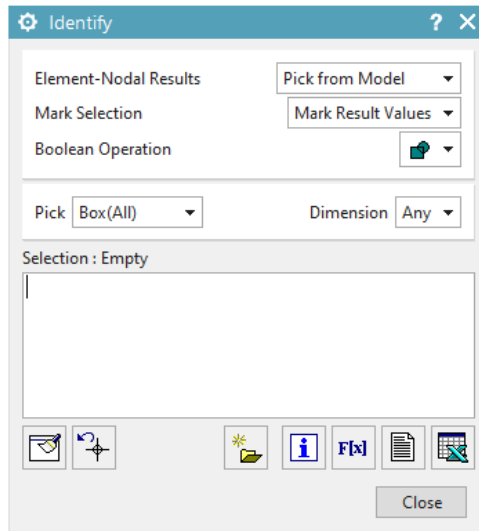 Identify ? X
Element-Nodal Results Pick from Model
Mark Selection Mark Result Values
Boolean Operation
Pick Box(All) Dimension Any
Selection : Empty
i F[x]
Close